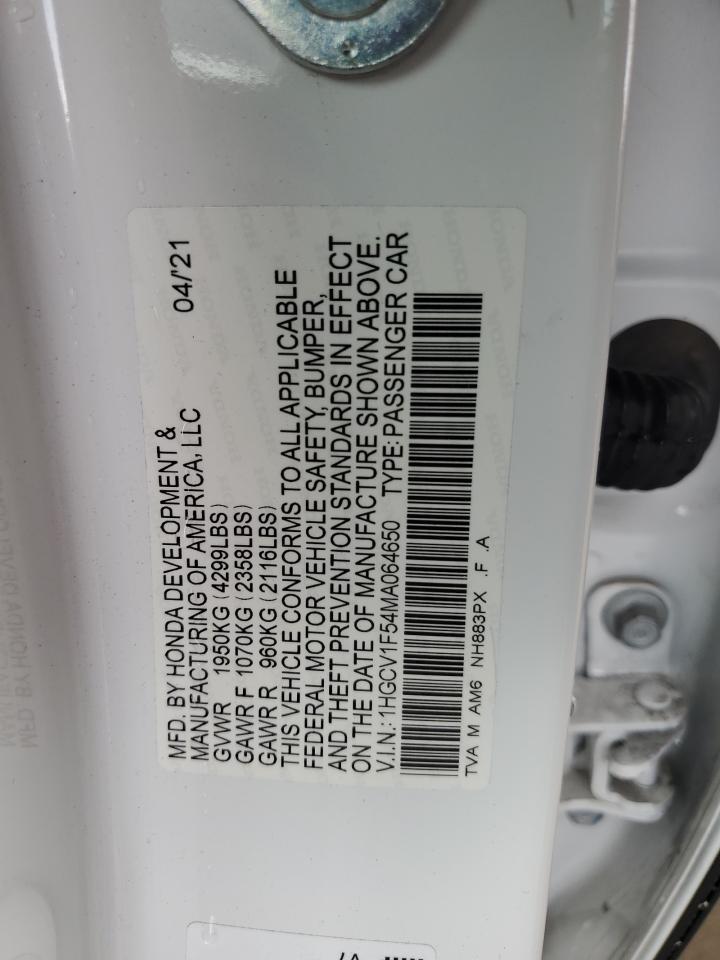 04/'21
MFD. BY HONDA DEVELOPMENT &
MANUFACTURING OF AMERICA, LLC
GVWR 1950KG (4299LBS)
GAWR F 1070KG (2358LBS)
GAWR R 960KG (2116LBS)
THIS VEHICLE CONFORMS TO ALL APPLICABLE
FEDERAL MOTOR VEHICLE SAFETY, BUMPER,
AND THEFT PREVENTION STANDARDS IN EFFECT
ON THE DATE OF MANUFACTURE SHOWN ABOVE.
V.I.N.: 1HGCV1F54MA064650 TYPE: PASSENGER CAR
TVA M AM6 NH883PX .F .A